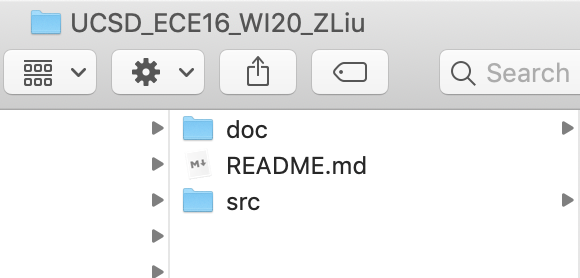 UCSD_ECE16_WI20_ZLiu
Search
doc
M↓
README.md
src